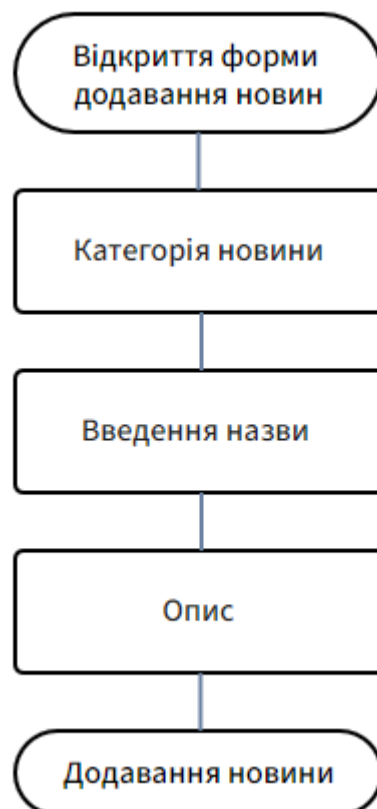 Відкриття форми
додавання новин
Категорія новини
Введення назви
Опис
Додавання новини